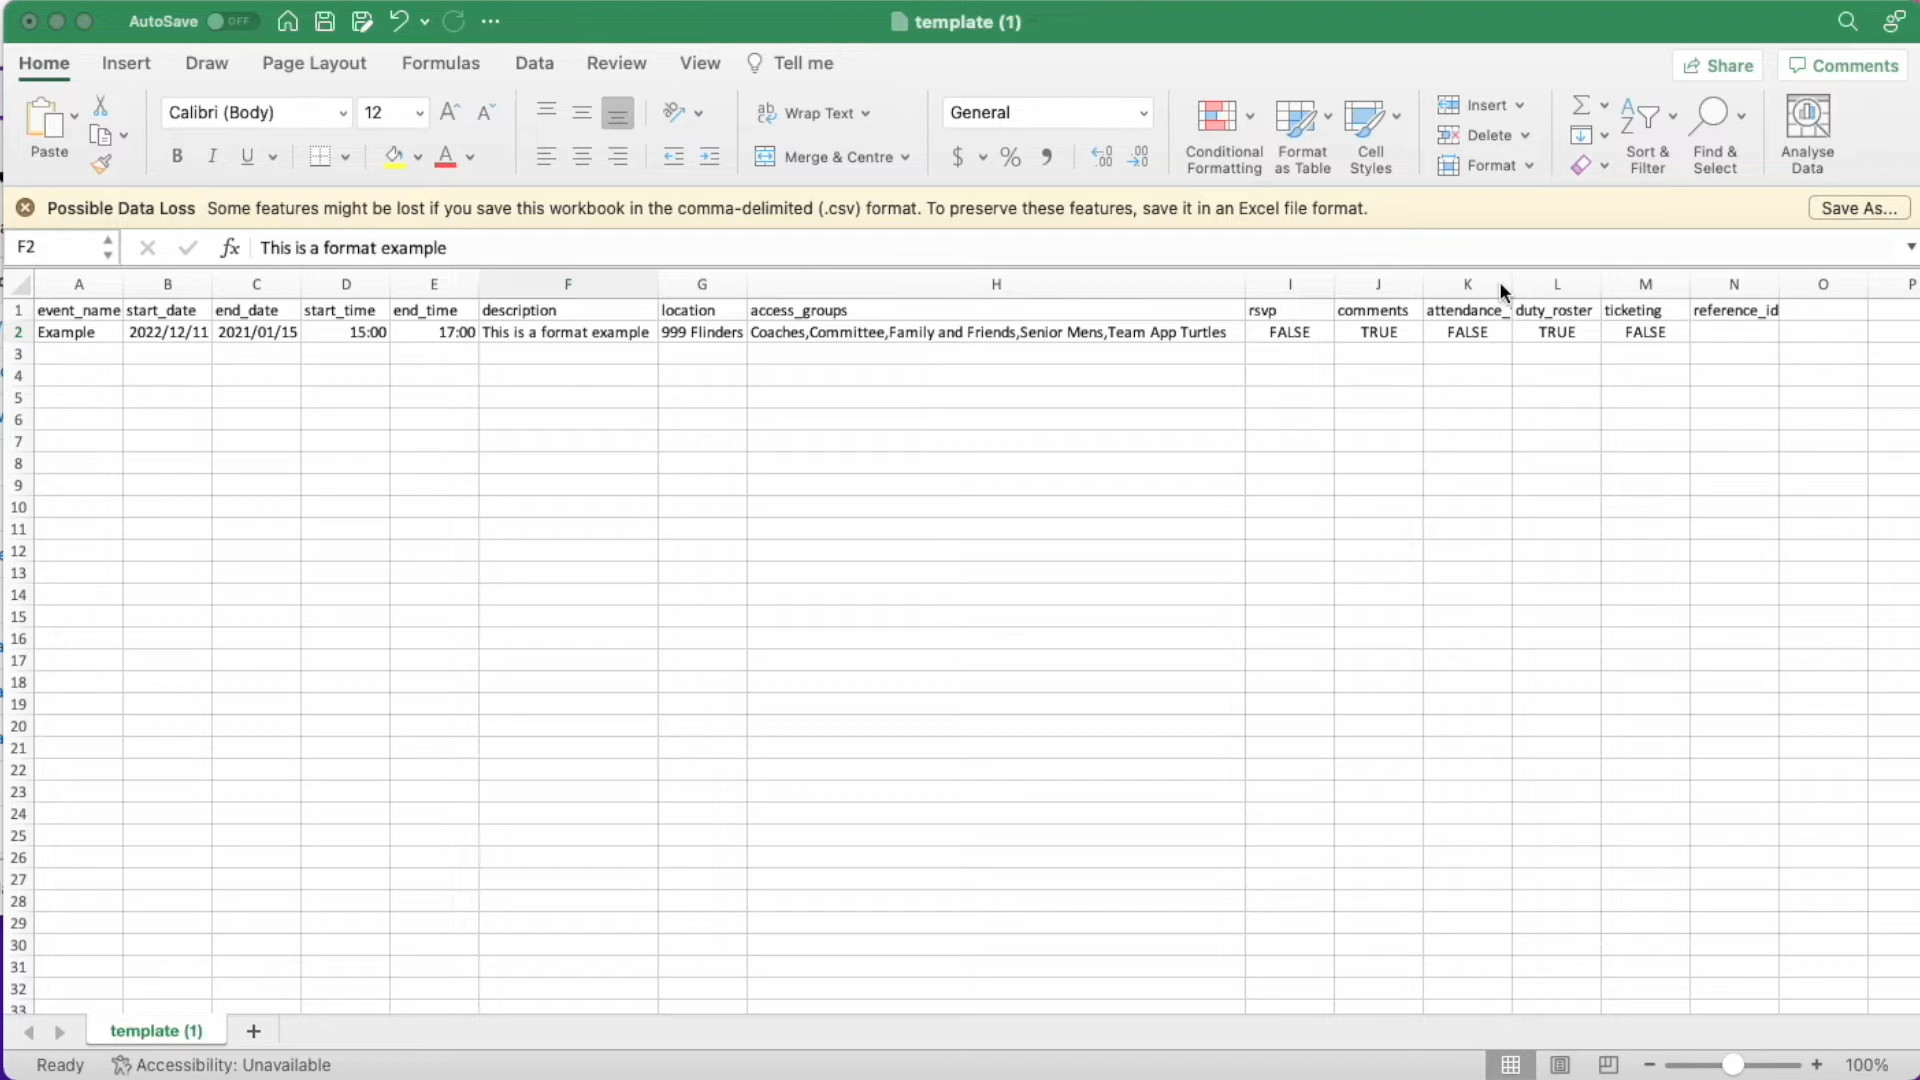 AutoSave OFF
template (1)
Home Insert Draw Page Layout Formulas Data Review View Tell me
Share Comments
Paste
Calibri (Body) 12
B I U
Wrap Text
Merge & Centre
General
Conditional Formatting
Format as Table
Cell Styles
Insert
Delete
Format
Sort & Filter
Find & Select
Analyse Data
Possible Data Loss Some features might be lost if you save this workbook in the comma-delimited (.csv) format. To preserve these features, save it in an Excel file format. Save As...
F2 fx This is a format example
A B C D E F G H I J K L M N O P
1 event_name start_date end_date start_time end_time description location access_groups rsvp comments attendance_ duty_roster ticketing reference_id
2 Example 2022/12/11 2021/01/15 15:00 17:00 This is a format example 999 Flinders Coaches,Committee,Family and Friends,Senior Mens,Team App Turtles FALSE TRUE FALSE TRUE FALSE
3
4
5
6
7
8
9
10
11
12
13
14
15
16
17
18
19
20
21
22
23
24
25
26
27
28
29
30
31
32
33
template (1) +
Ready Accessibility: Unavailable 100%